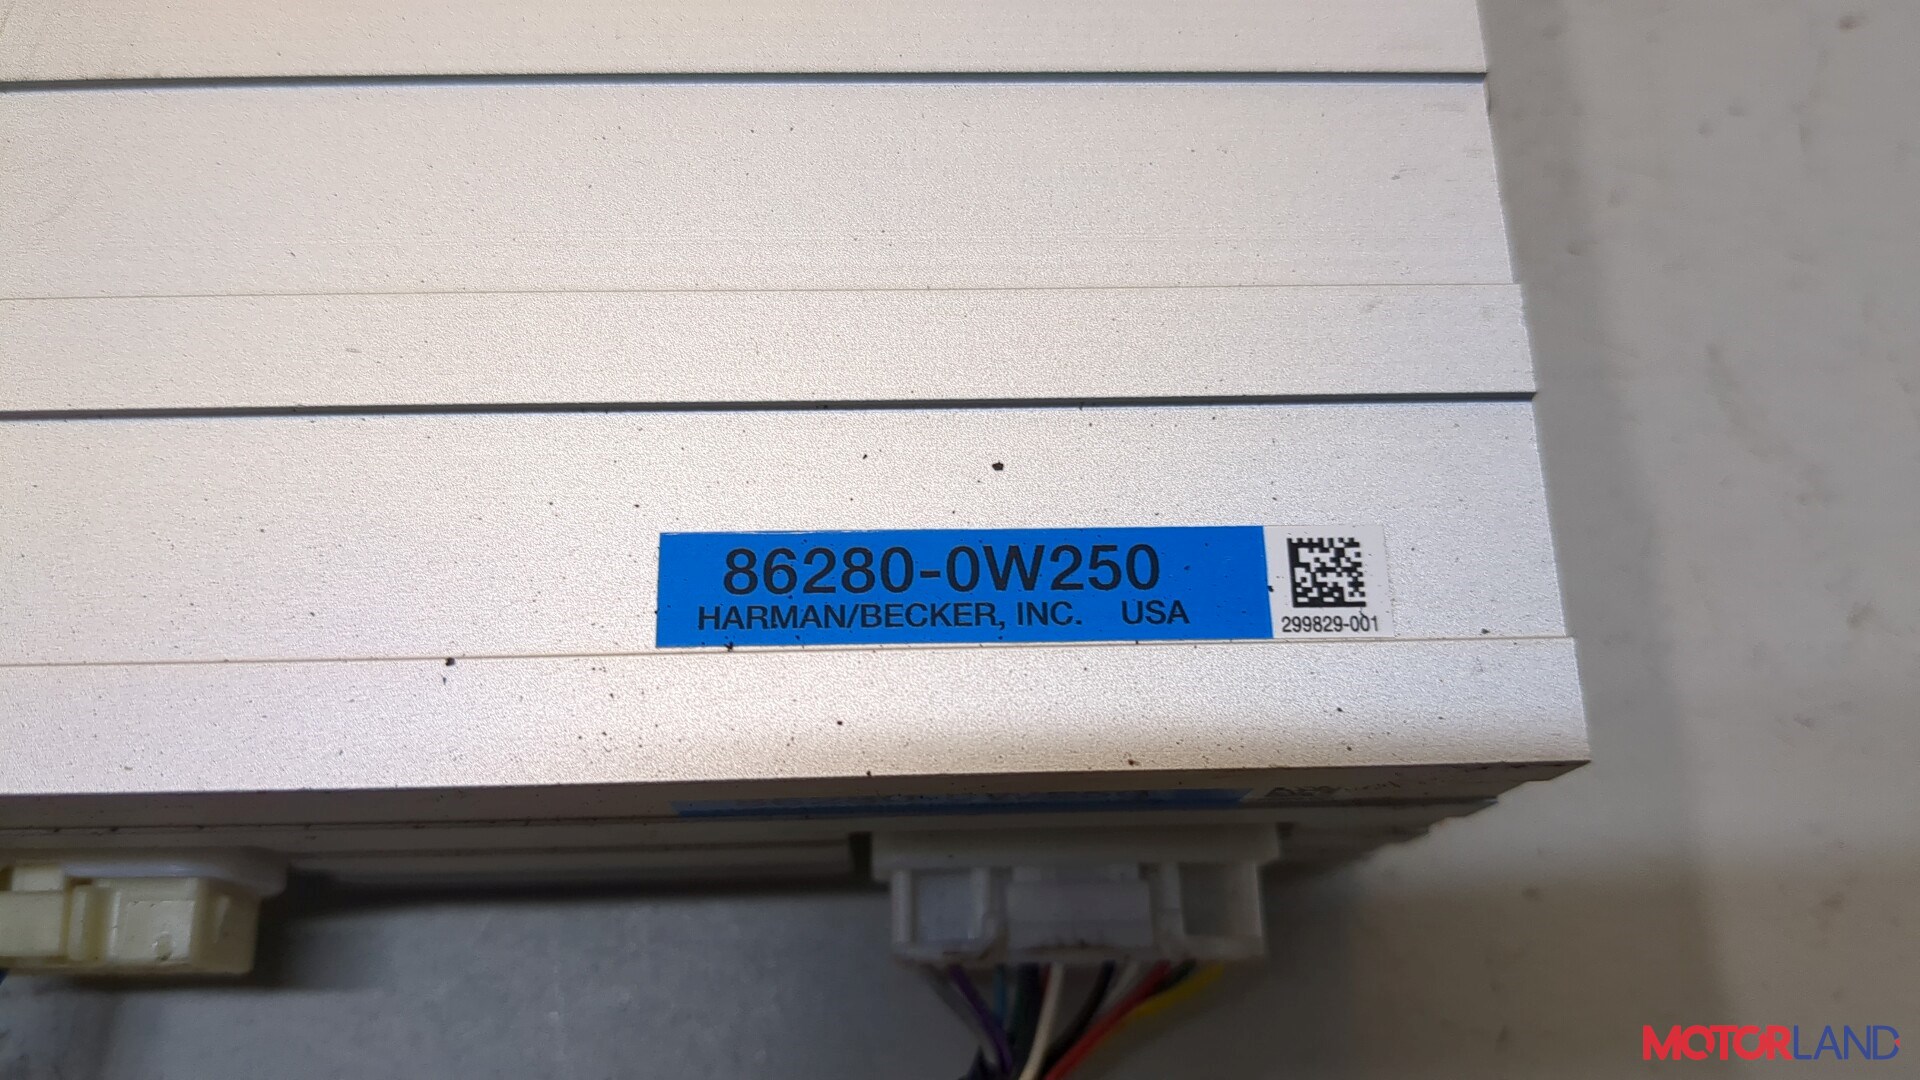 86280-0W250
HARMAN/BECKER, INC. USA
299829-001
MOTORLAND